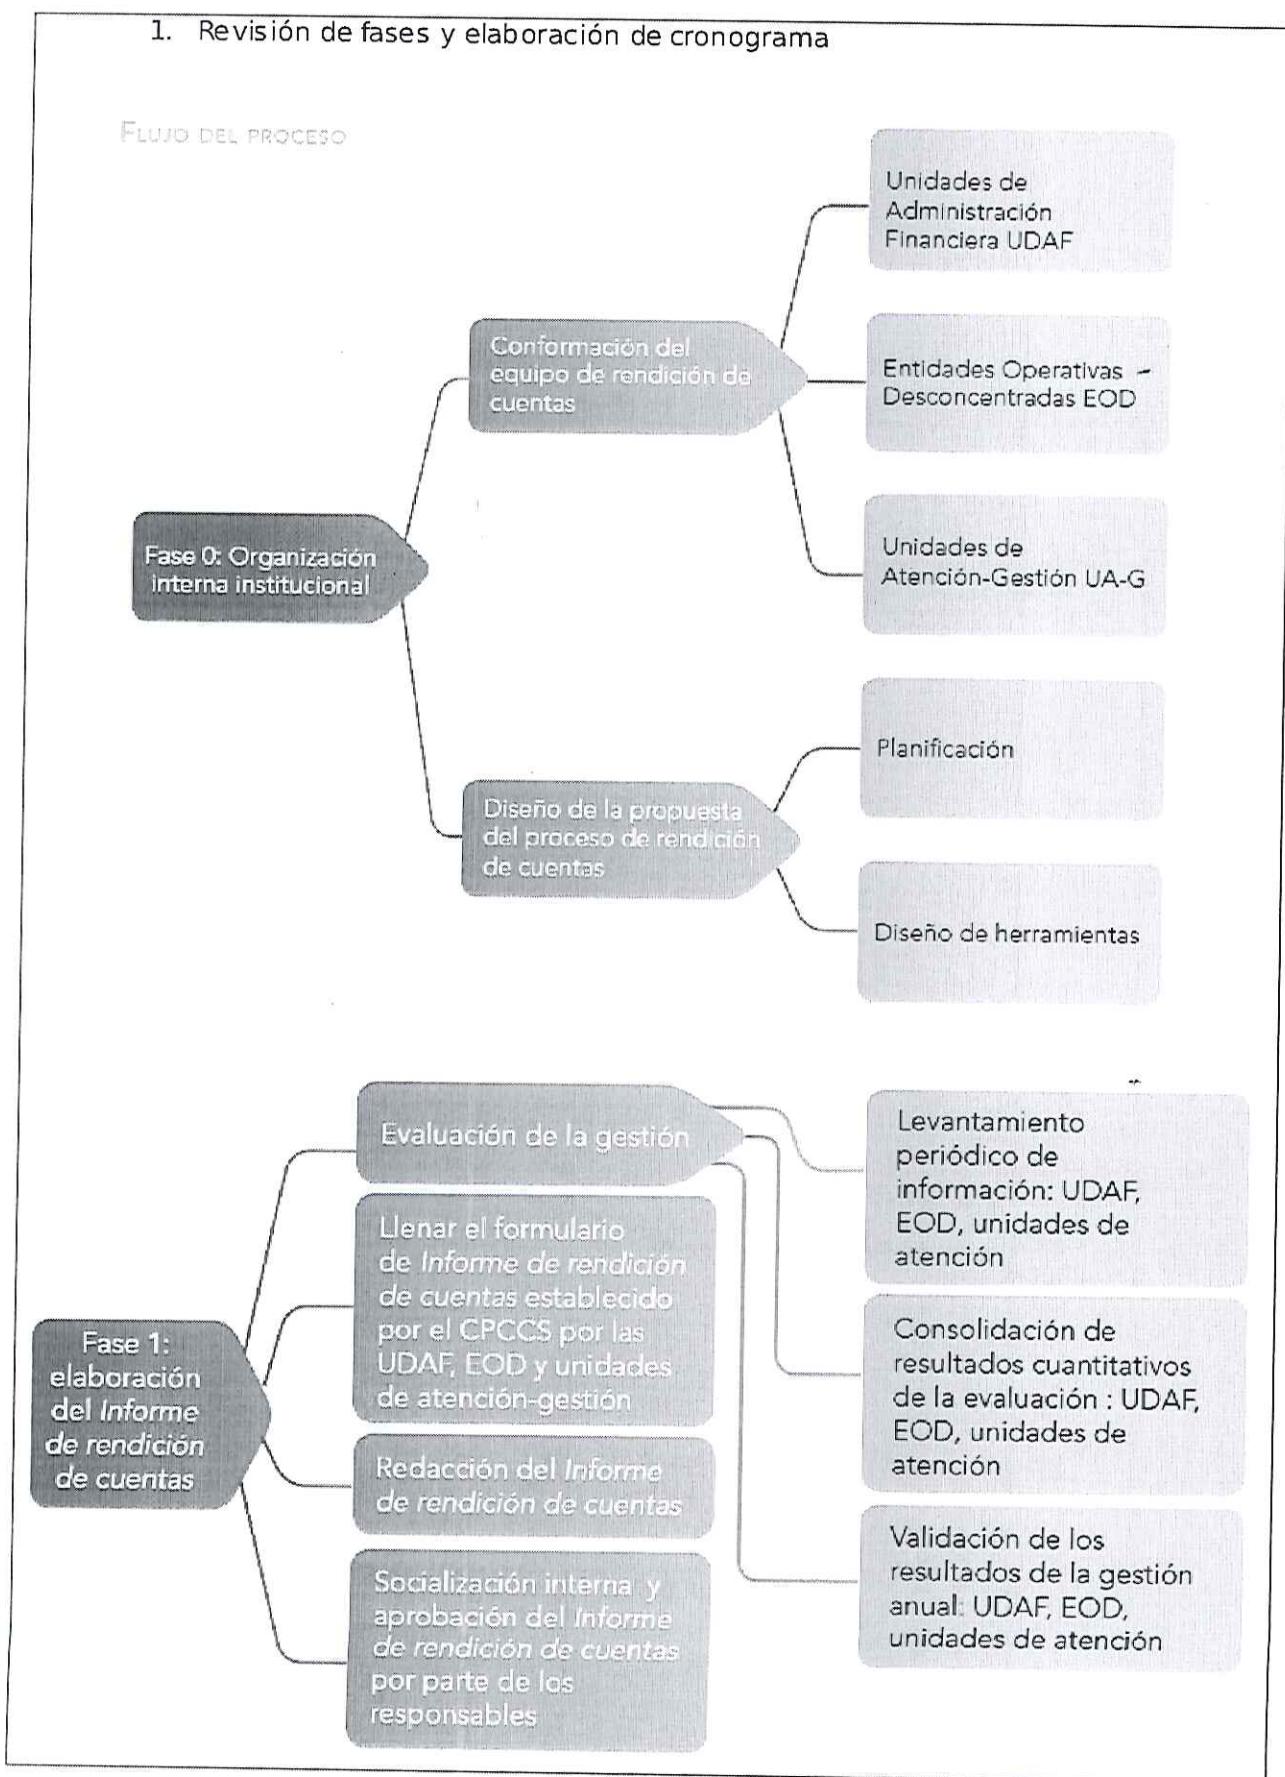 1. Revisión de fases y elaboración de cronograma
FLUJO DEL PROCESO
Unidades de
Administración
Financiera UDAF
Conformación del
equipo de rendición de
cuentas
Entidades Operativas –
Desconcentradas EOD
Unidades de
Atención-Gestión UA-G
Fase 0: Organización
interna institucional
Planificación
Diseño de la propuesta
del proceso de rendición
de cuentas
Diseño de herramientas
Fase 1:
elaboración
del Informe
de rendición
de cuentas
Evaluación de la gestión
Llenar el formulario
de Informe de rendición
de cuentas establecido
por el CPCCS por las
UDAF, EOD y unidades
de atención-gestión
Redacción del Informe
de rendición de cuentas
Socialización interna y
aprobación del Informe
de rendición de cuentas
por parte de los
responsables
Levantamiento
periódico de
información: UDAF,
EOD, unidades de
atención
Consolidación de
resultados cuantitativos
de la evaluación : UDAF,
EOD, unidades de
atención
Validación de los
resultados de la gestión
anual: UDAF, EOD,
unidades de atención